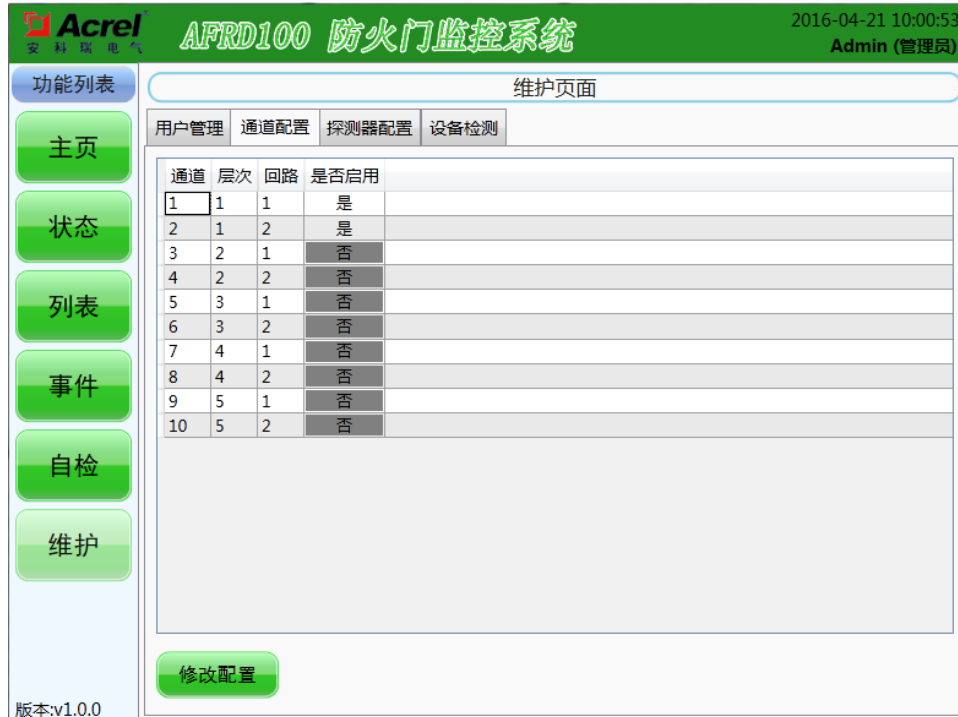 Acrel
安科瑞电气
AFRD100 防火门监控系统
2016-04-21 10:00:53
Admin (管理员)
功能列表
主页
状态
列表
事件
自检
维护
版本:v1.0.0
维护页面
用户管理 通道配置 探测器配置 设备检测
通道 层次 回路 是否启用
1 1 1 是
2 1 2 是
3 2 1 否
4 2 2 否
5 3 1 否
6 3 2 否
7 4 1 否
8 4 2 否
9 5 1 否
10 5 2 否
修改配置